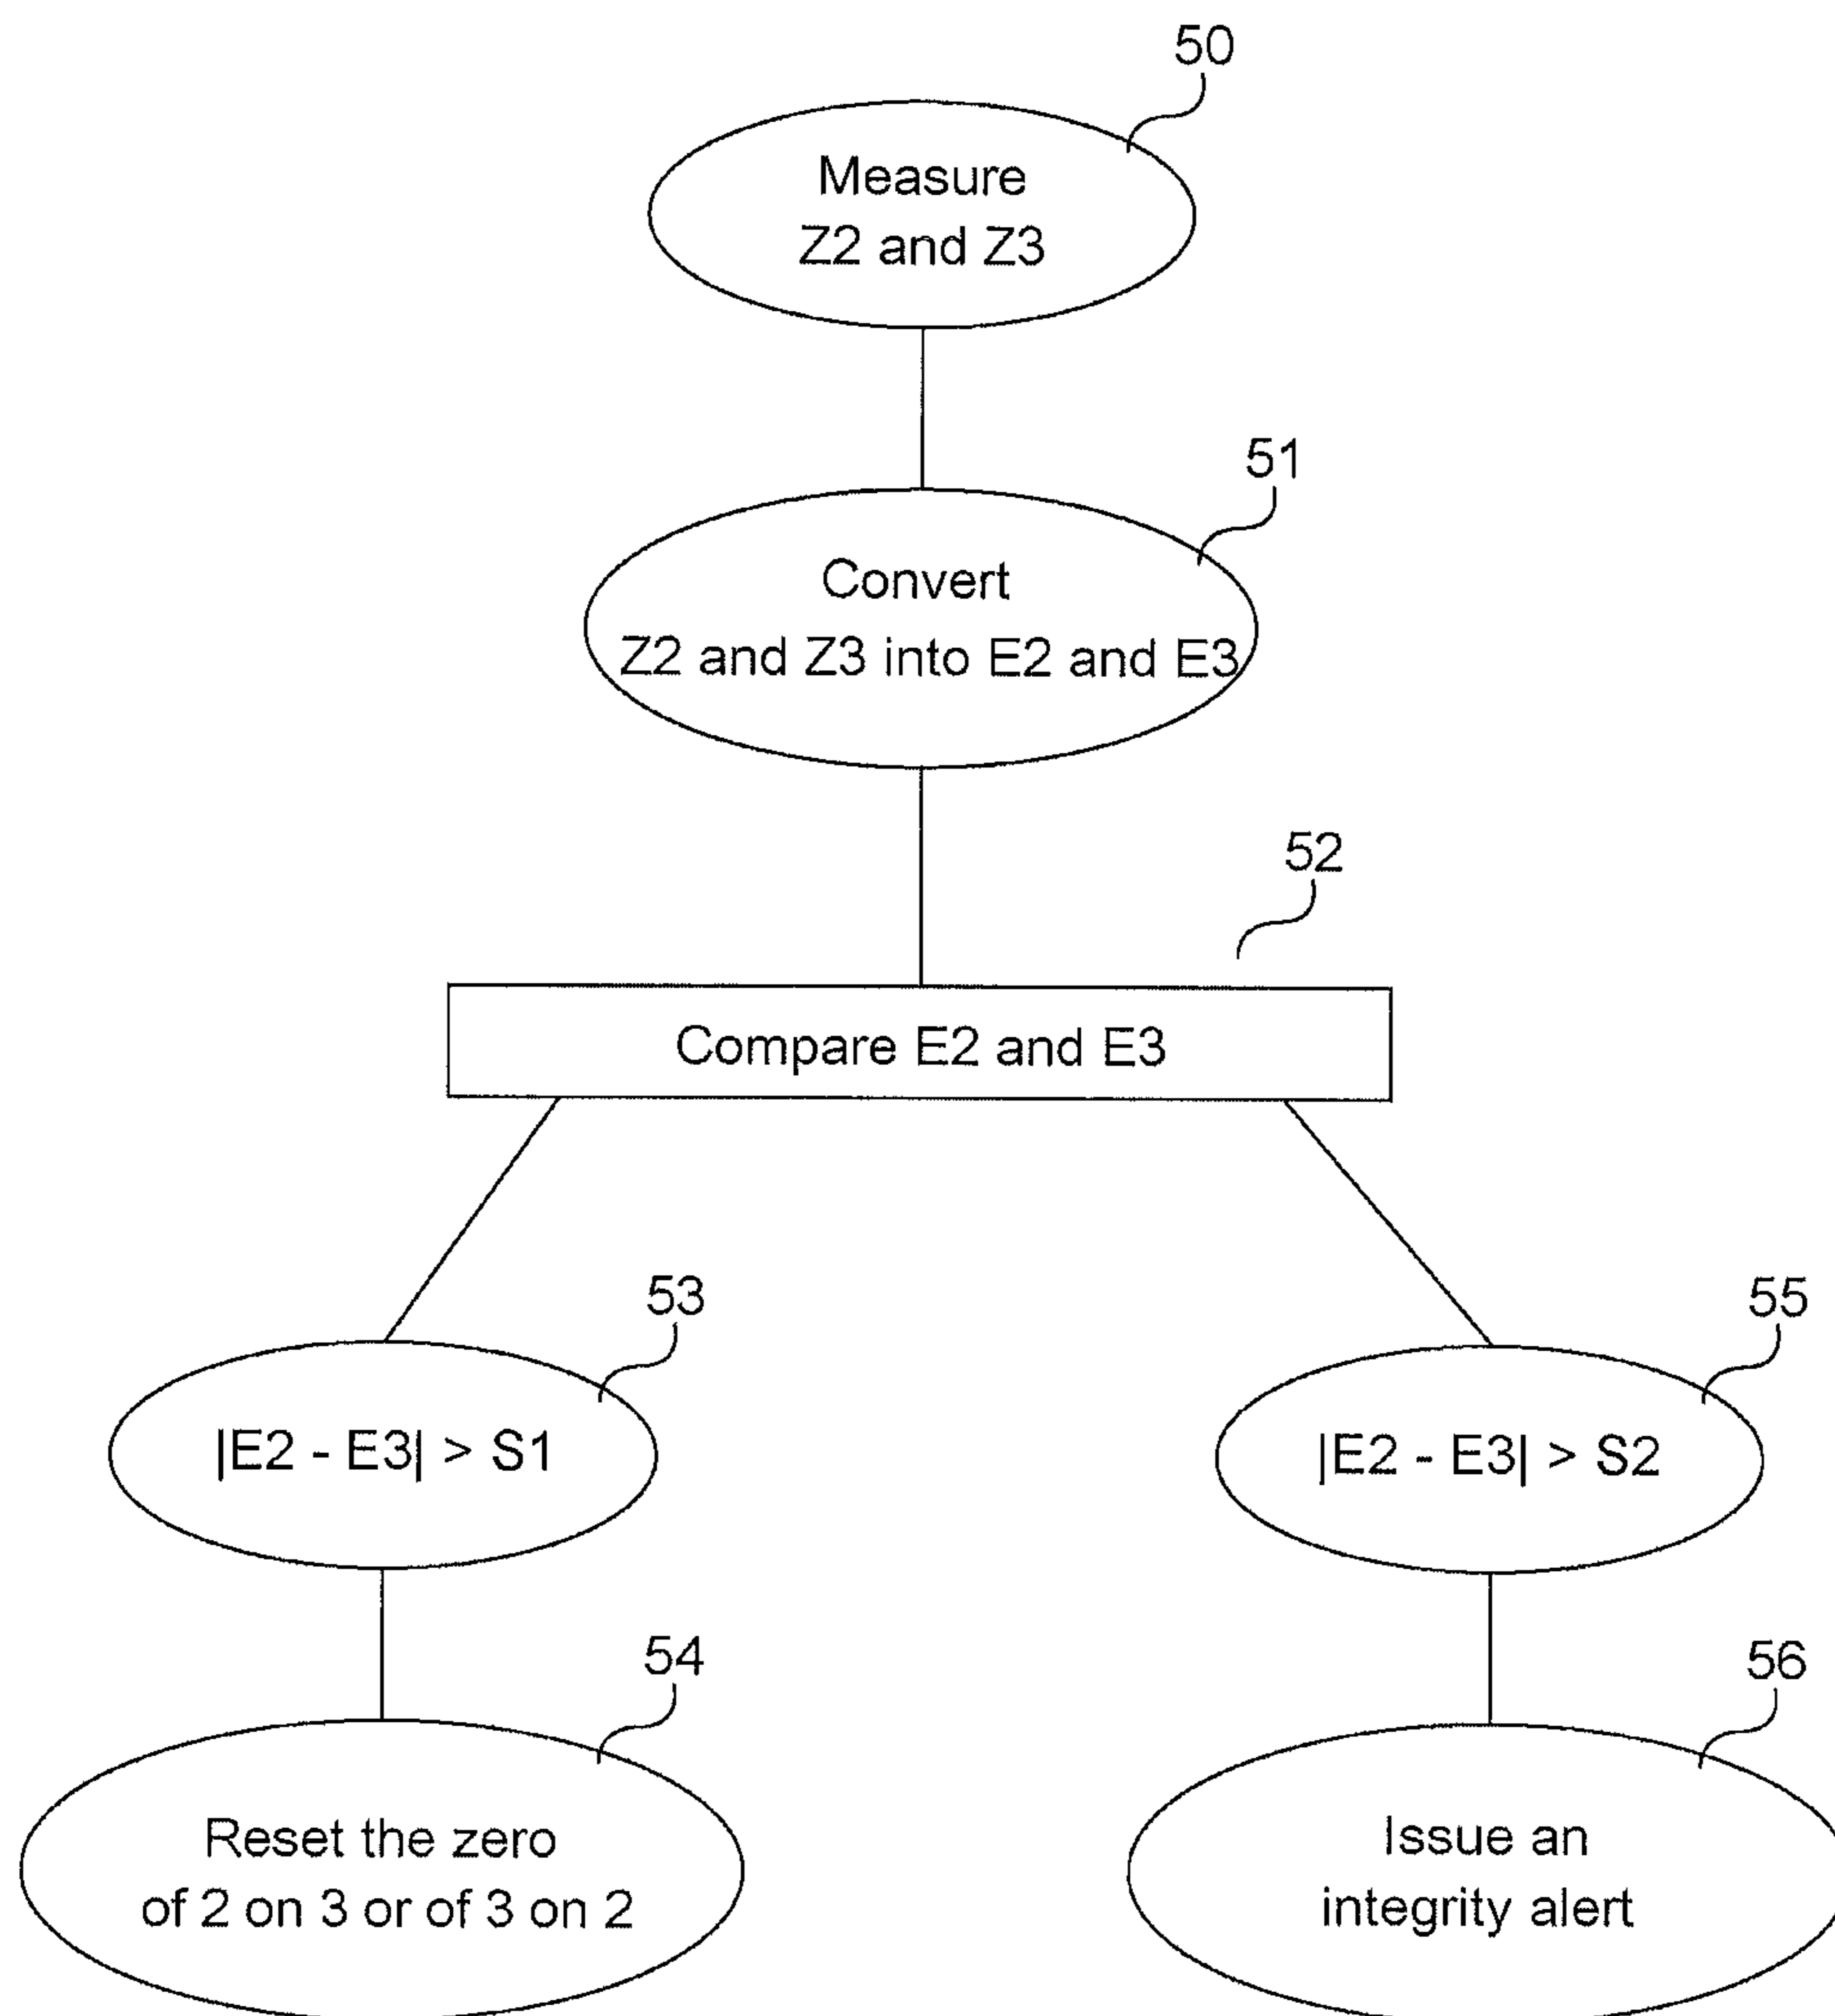 50
Measure
Z2 and Z3
51
Convert
Z2 and Z3 into E2 and E3
52
Compare E2 and E3
53
|E2 - E3| > S1
55
|E2 - E3| > S2
54
Reset the zero
of 2 on 3 or of 3 on 2
56
Issue an
integrity alert